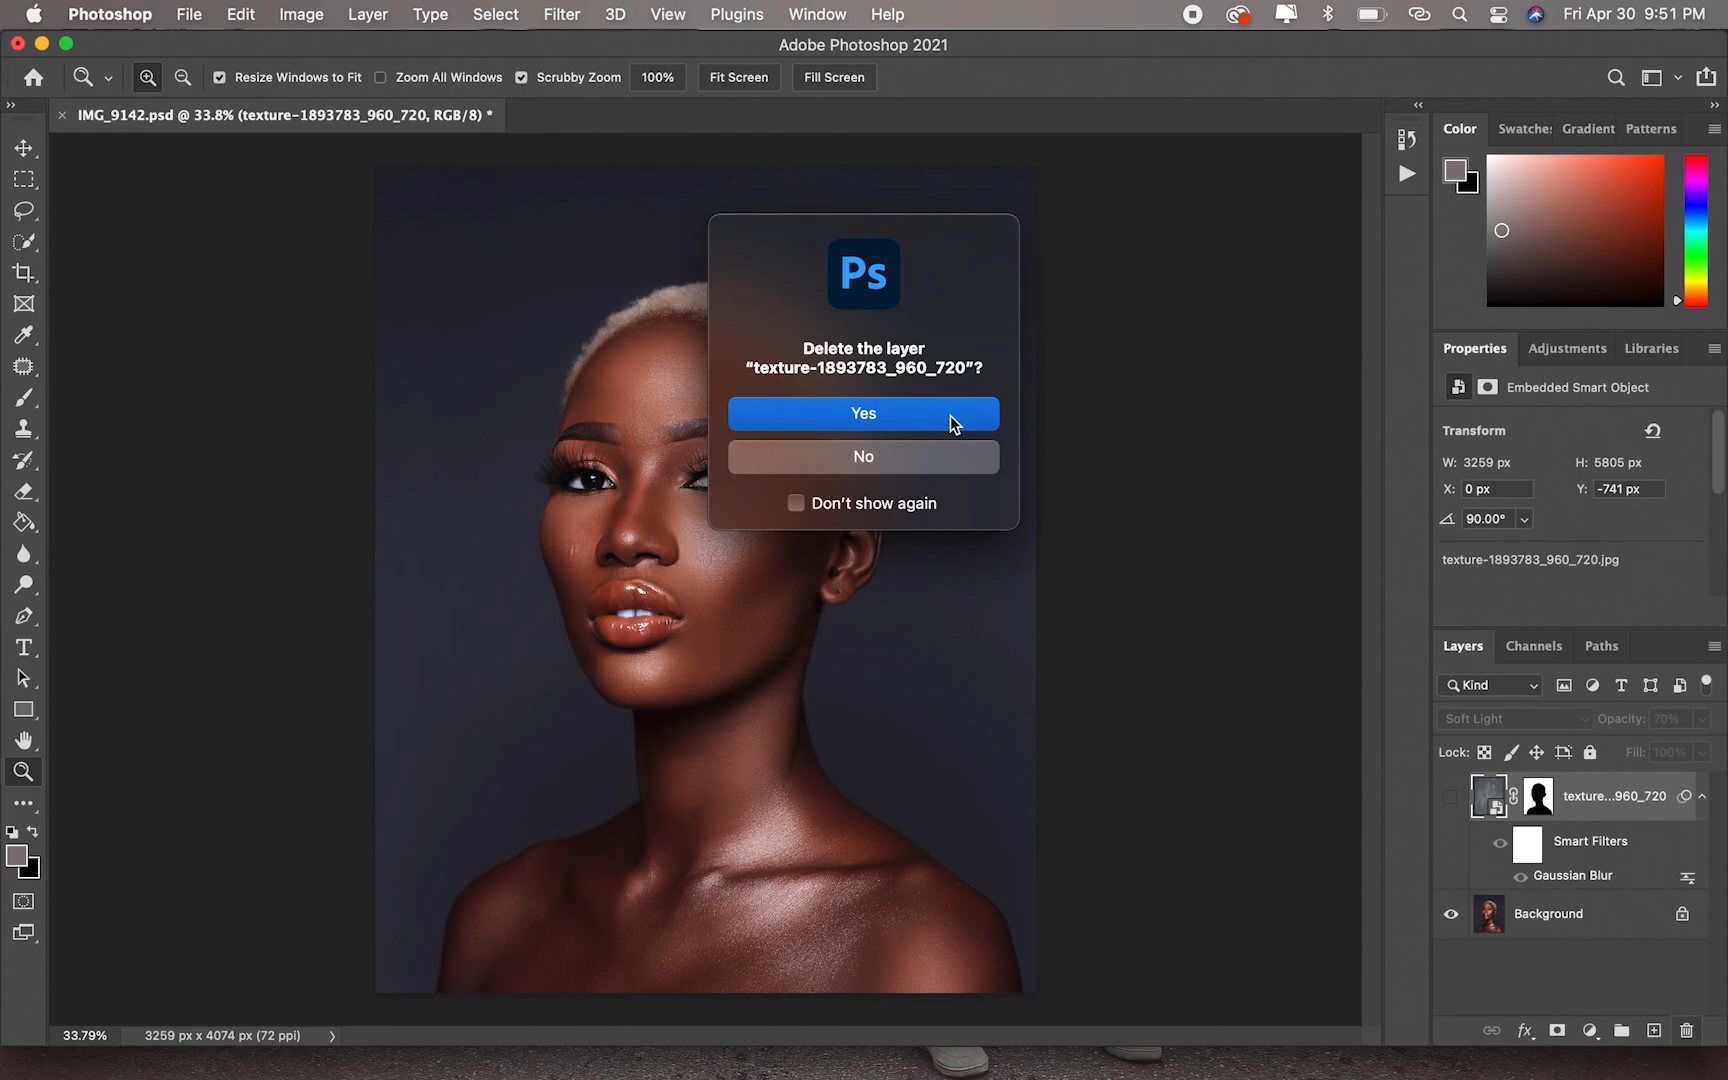 Photoshop File Edit Image Layer Type Select Filter 3D View Plugins Window Help Fri Apr 30 9:51 PM
Adobe Photoshop 2021
Resize Windows to Fit Zoom All Windows Scrubby Zoom 100% Fit Screen Fill Screen
IMG_9142.psd @ 33.8% (texture-1893783_960_720, RGB/8) *
Color Swatche: Gradient Patterns
Ps
Delete the layer
“texture-1893783_960_720”?
Yes
No
Don't show again
Properties Adjustments Libraries
Embedded Smart Object
Transform
W: 3259 px H: 5805 px
X: 0 px Y: -741 px
90.00°
texture-1893783_960_720.jpg
Layers Channels Paths
Kind
Soft Light Opacity: 70%
Lock: Fill: 100%
texture...960_720
Smart Filters
Gaussian Blur
Background
33.79% 3259 px x 4074 px (72 ppi)